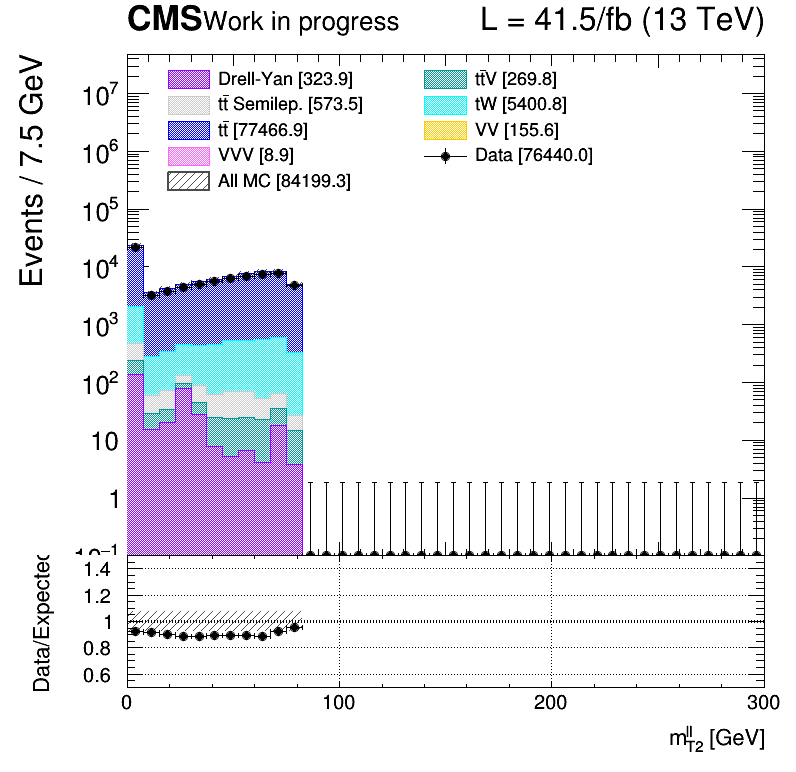 CMS Work in progress L = 41.5/fb (13 TeV)
Events / 7.5 GeV
Drell-Yan [323.9]
tt̄ Semilep. [573.5]
tt̄ [77466.9]
VVV [8.9]
All MC [84199.3]
tt̄V [269.8]
tW [5400.8]
VV [155.6]
Data [76440.0]
10⁷
10⁶
10⁵
10⁴
10³
10²
10
1
10⁻¹
Data/Expected
1.4
1.2
1
0.8
0.6
0 100 200 300
m_T2^ll [GeV]